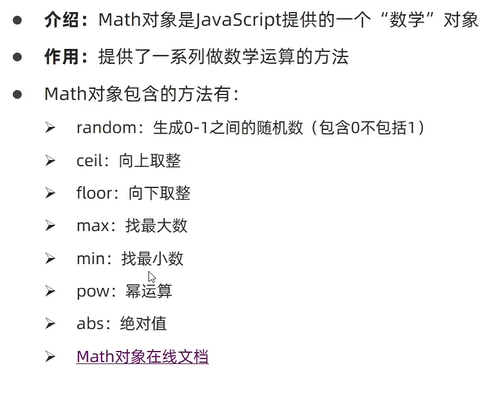 介绍：Math对象是JavaScript提供的一个“数学”对象
作用：提供了一系列做数学运算的方法
Math对象包含的方法有：
random：生成0-1之间的随机数（包含0不包括1）
ceil：向上取整
floor：向下取整
max：找最大数
min：找最小数
pow：幂运算
abs：绝对值
Math对象在线文档